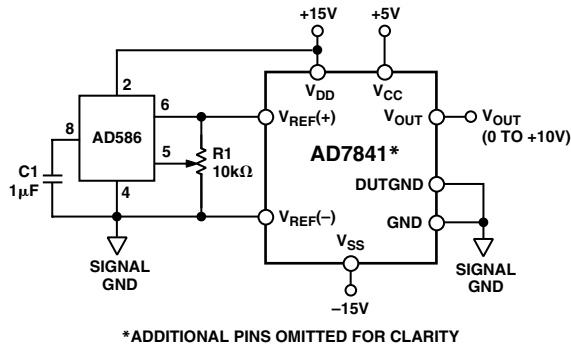 +15V
+5V
2
V_DD
V_CC
6
V_REF(+)
V_OUT
V_OUT
(0 TO +10V)
8
AD586
AD7841*
C1
1μF
5
R1
10kΩ
DUTGND
4
V_REF(–)
GND
V_SS
SIGNAL
GND
SIGNAL
GND
–15V
*ADDITIONAL PINS OMITTED FOR CLARITY